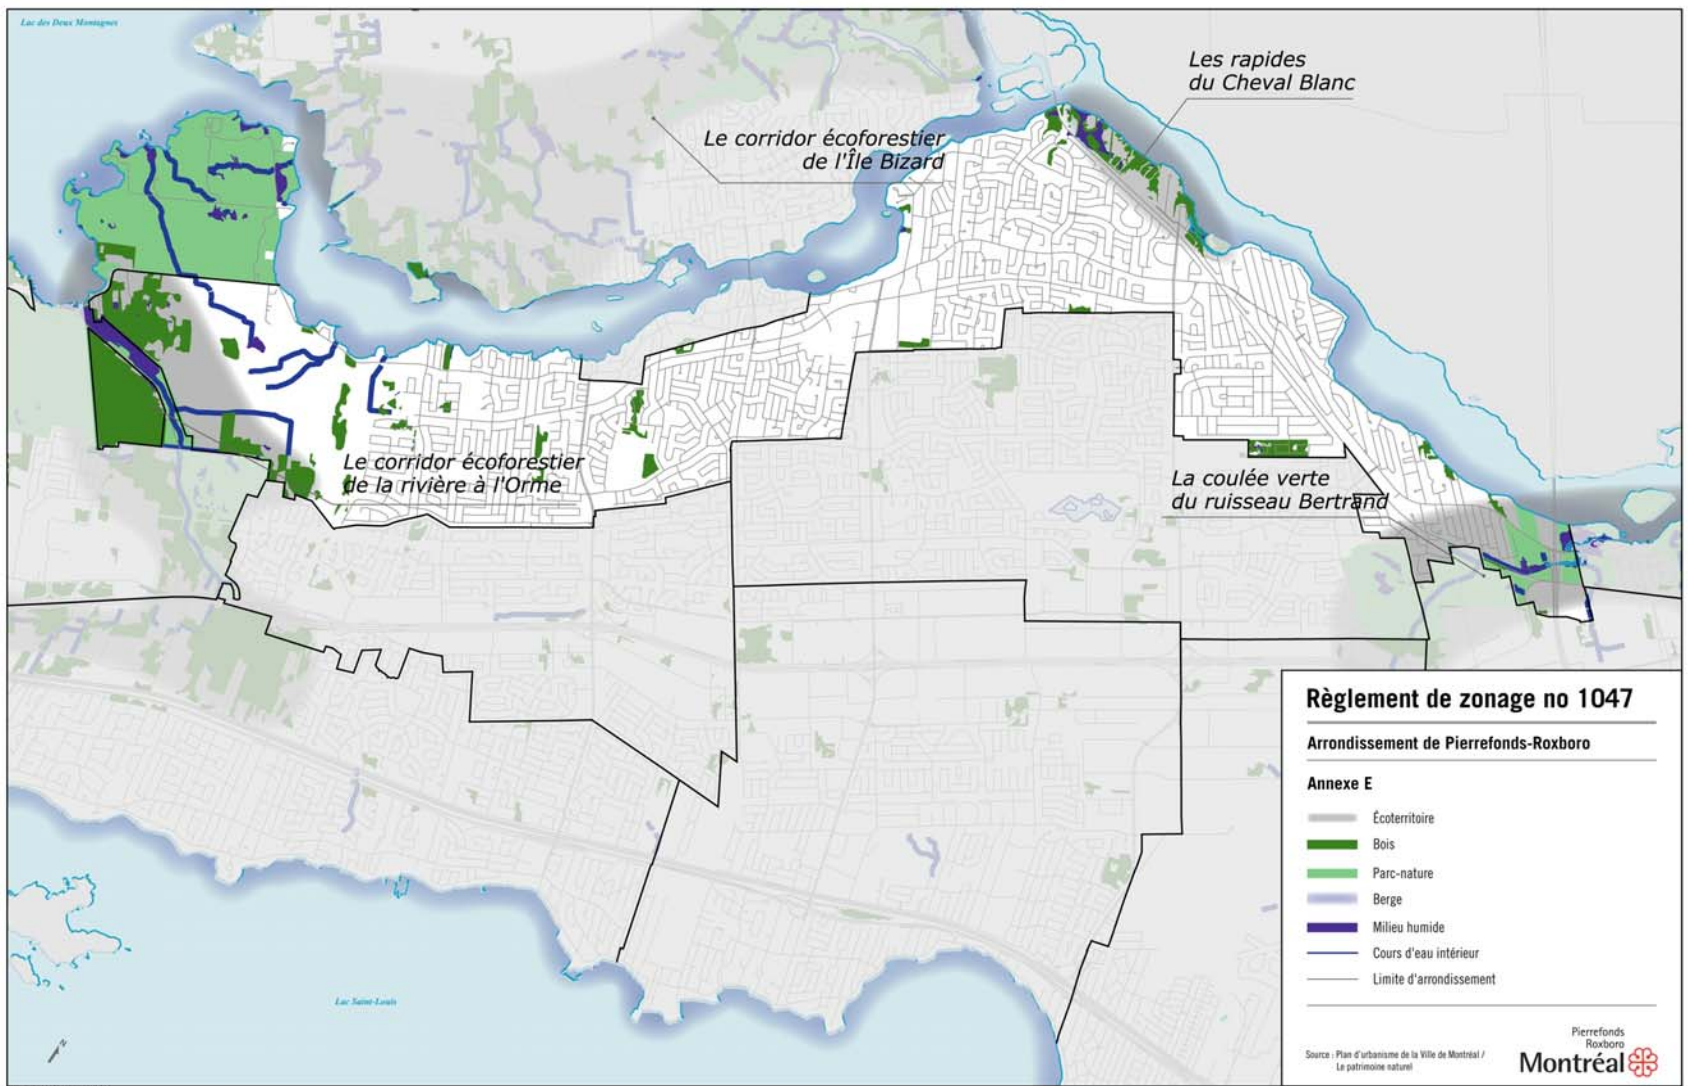 Lac des Deux Montagnes
Les rapides
du Cheval Blanc
Le corridor écoforestier
de l'Île Bizard
Le corridor écoforestier
de la rivière à l'Orme
La coulée verte
du ruisseau Bertrand
Lac Saint-Louis
N
Règlement de zonage no 1047
Arrondissement de Pierrefonds-Roxboro
Annexe E
Écoterritoire
Bois
Parc-nature
Berge
Milieu humide
Cours d'eau intérieur
Limite d'arrondissement
Source : Plan d'urbanisme de la Ville de Montréal /
Le patrimoine naturel
Pierrefonds
Roxboro
Montréal